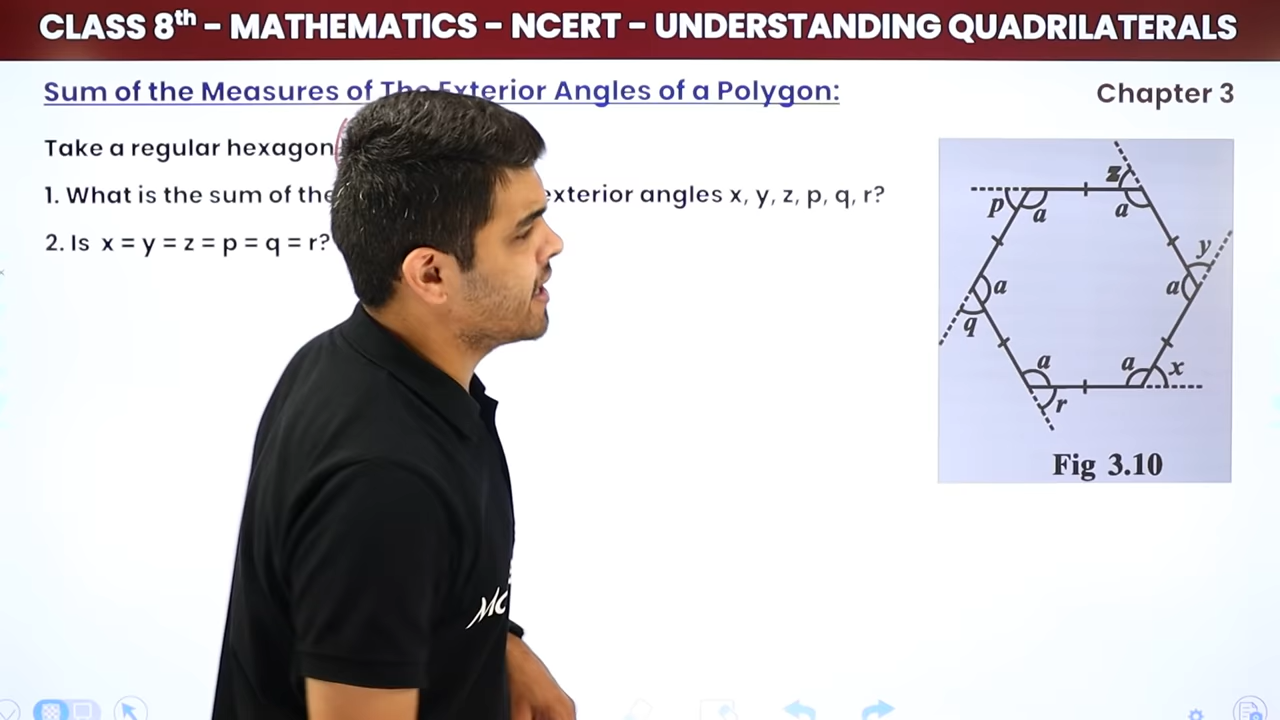 CLASS 8th - MATHEMATICS - NCERT - UNDERSTANDING QUADRILATERALS
Sum of the Measures of The Exterior Angles of a Polygon:
Chapter 3
Take a regular hexagon
1. What is the sum of the exterior angles x, y, z, p, q, r?
2. Is x = y = z = p = q = r?
z
p a a
y
a a
q
a a x
r
Fig 3.10